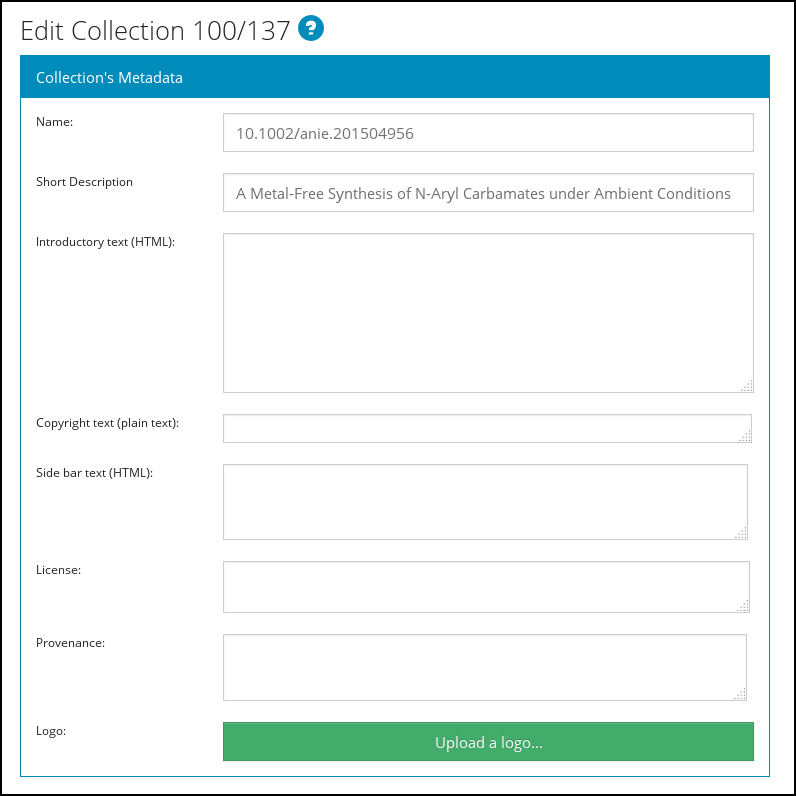 Edit Collection 100/137 ?
Collection's Metadata
Name:
10.1002/anie.201504956
Short Description
A Metal-Free Synthesis of N-Aryl Carbamates under Ambient Conditions
Introductory text (HTML):
Copyright text (plain text):
Side bar text (HTML):
License:
Provenance:
Logo:
Upload a logo...